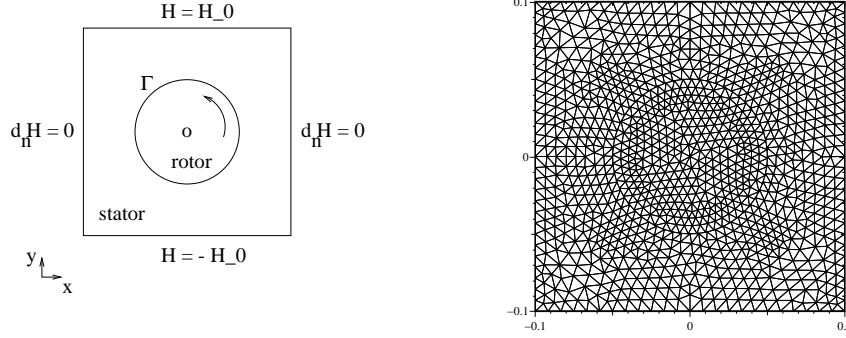 H = H_0
Γ
d_nH = 0
o
d_nH = 0
rotor
stator
H = - H_0
y
x
0.1
0
−0.1
−0.1
0
0.